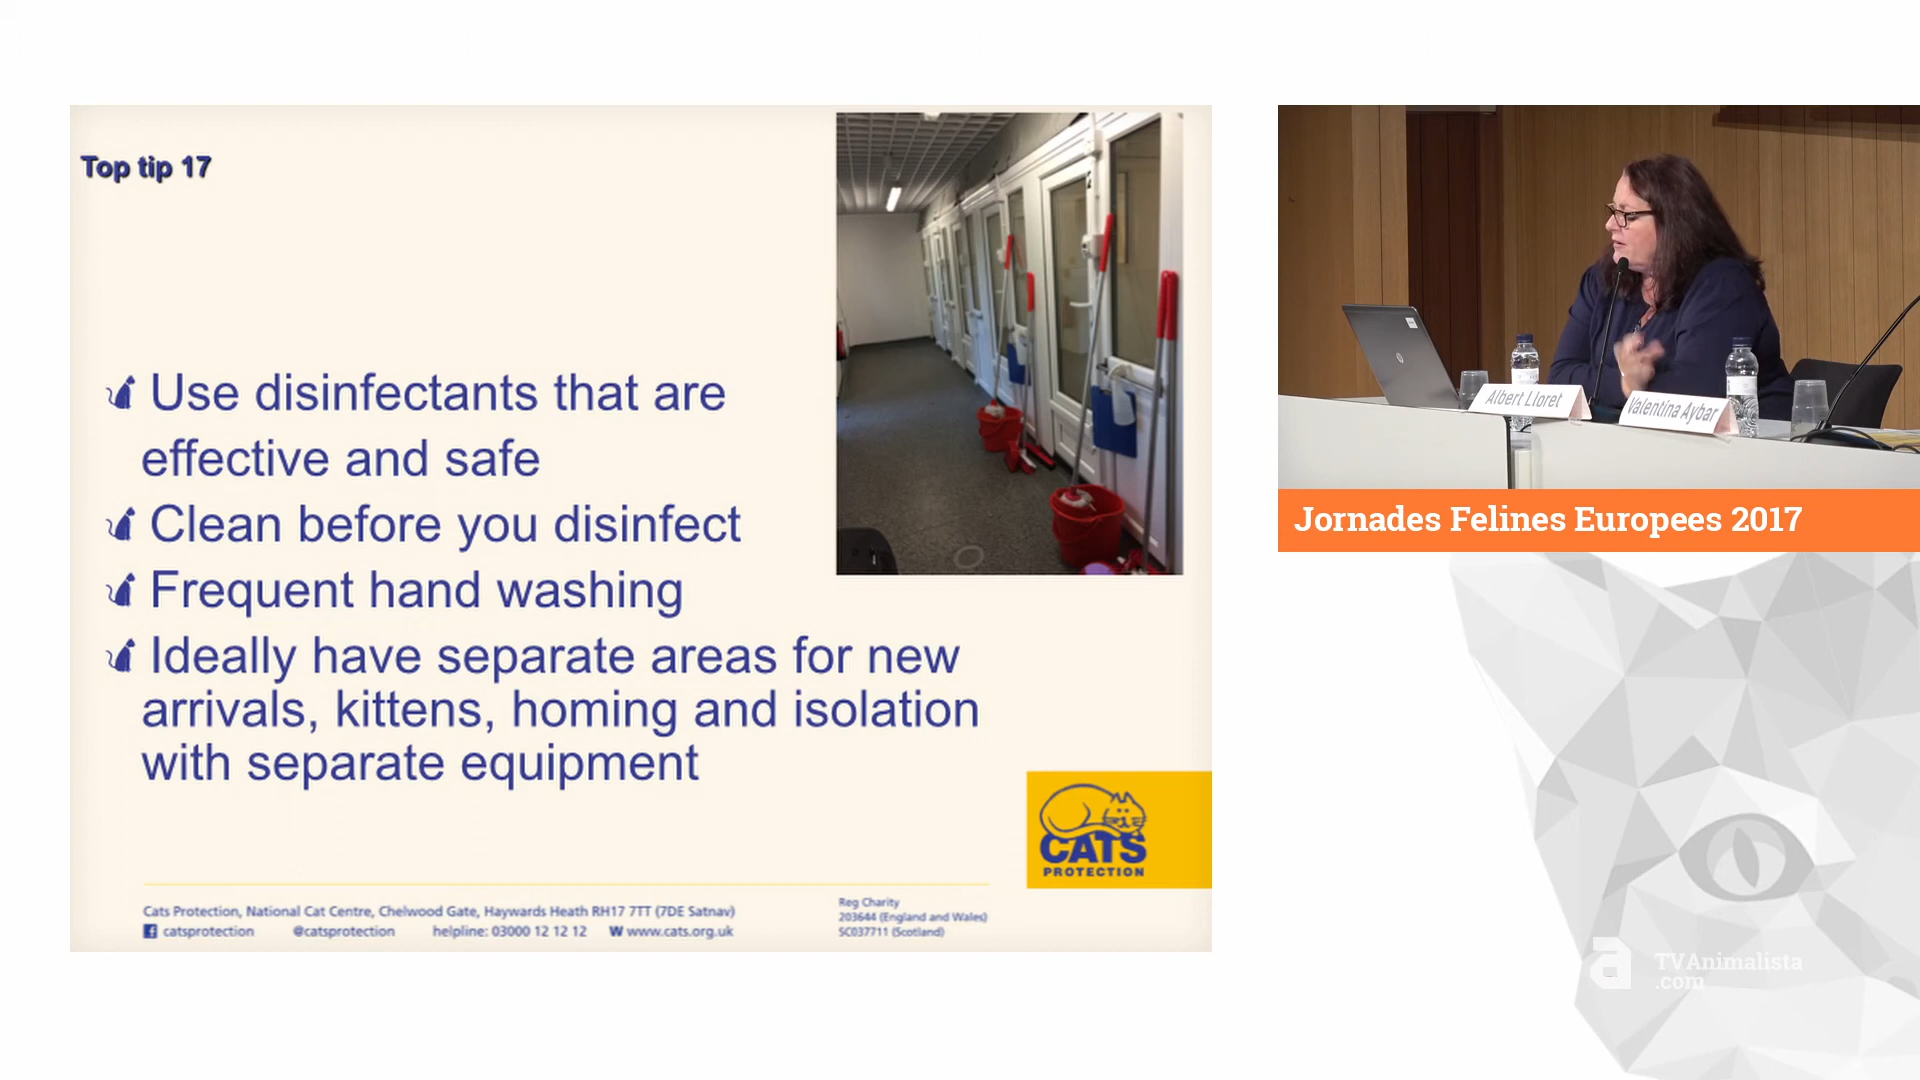 Top tip 17
Use disinfectants that are
effective and safe
Clean before you disinfect
Frequent hand washing
Ideally have separate areas for new
arrivals, kittens, homing and isolation
with separate equipment
CATS
PROTECTION
Cats Protection, National Cat Centre, Chelwood Gate, Haywards Heath RH17 7TT (7DE Satnav)
catsprotection @catsprotection helpline: 03000 12 12 12 W www.cats.org.uk
Reg Charity
203644 (England and Wales)
SC037711 (Scotland)
Albert Lloret
Valentina Aybar
Jornades Felines Europees 2017
TVAnimalista
.com